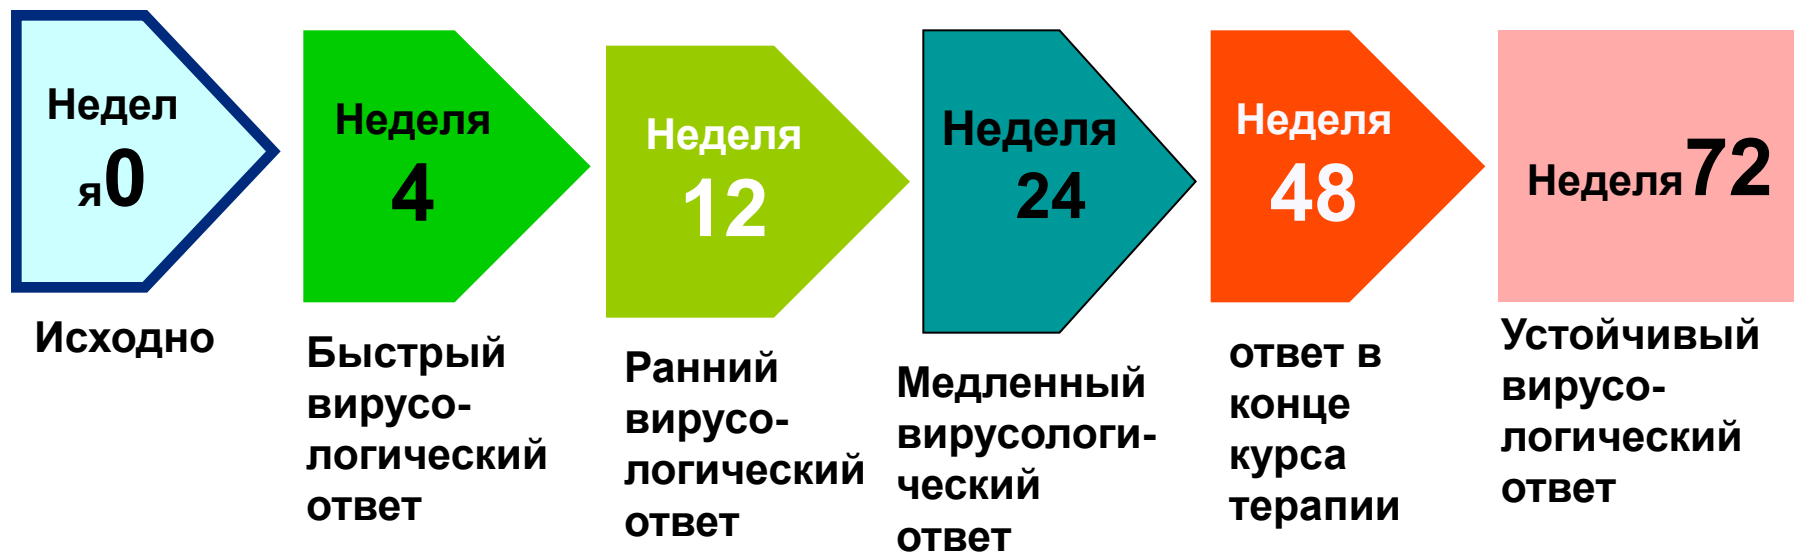 Недел
я0
Исходно
Неделя
4
Быстрый
вирусо-
логический
ответ
Неделя
12
Ранний
вирусо-
логический
ответ
Неделя
24
Медленный
вирусологи-
ческий
ответ
Неделя
48
ответ в
конце
курса
терапии
Неделя72
Устойчивый
вирусо-
логический
ответ